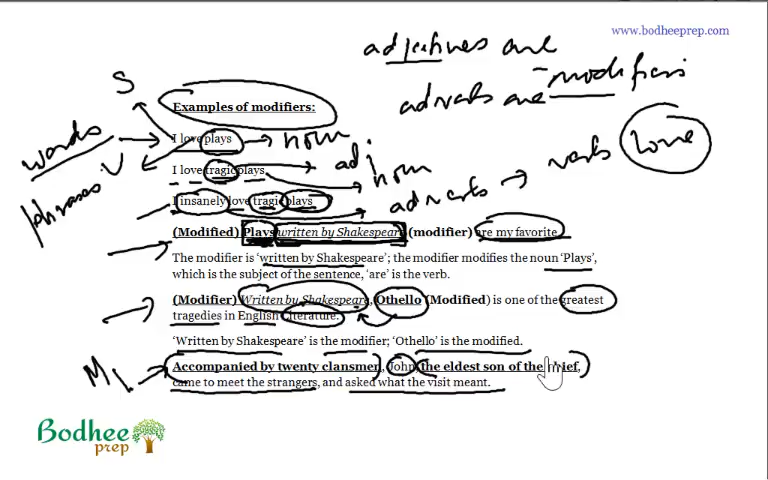 www.bodheeprep.com
adjectives are
modifiers
adverbs are
S
Examples of modifiers:
words
I love plays
noun
V
adj
verbs
love
I love tragic plays
noun
phrases
I insanely love tragic plays
adverbs
(Modified) Plays written by Shakespeare (modifier) are my favorite
The modifier is ‘written by Shakespeare’; the modifier modifies the noun ‘Plays’,
which is the subject of the sentence, ‘are’ is the verb.
(Modifier) Written by Shakespeare, Othello (Modified) is one of the greatest
tragedies in English Literature.
‘Written by Shakespeare’ is the modifier; ‘Othello’ is the modified.
Accompanied by twenty clansmen, John, the eldest son of the chief,
came to meet the strangers, and asked what the visit meant.
Bodhee
prep